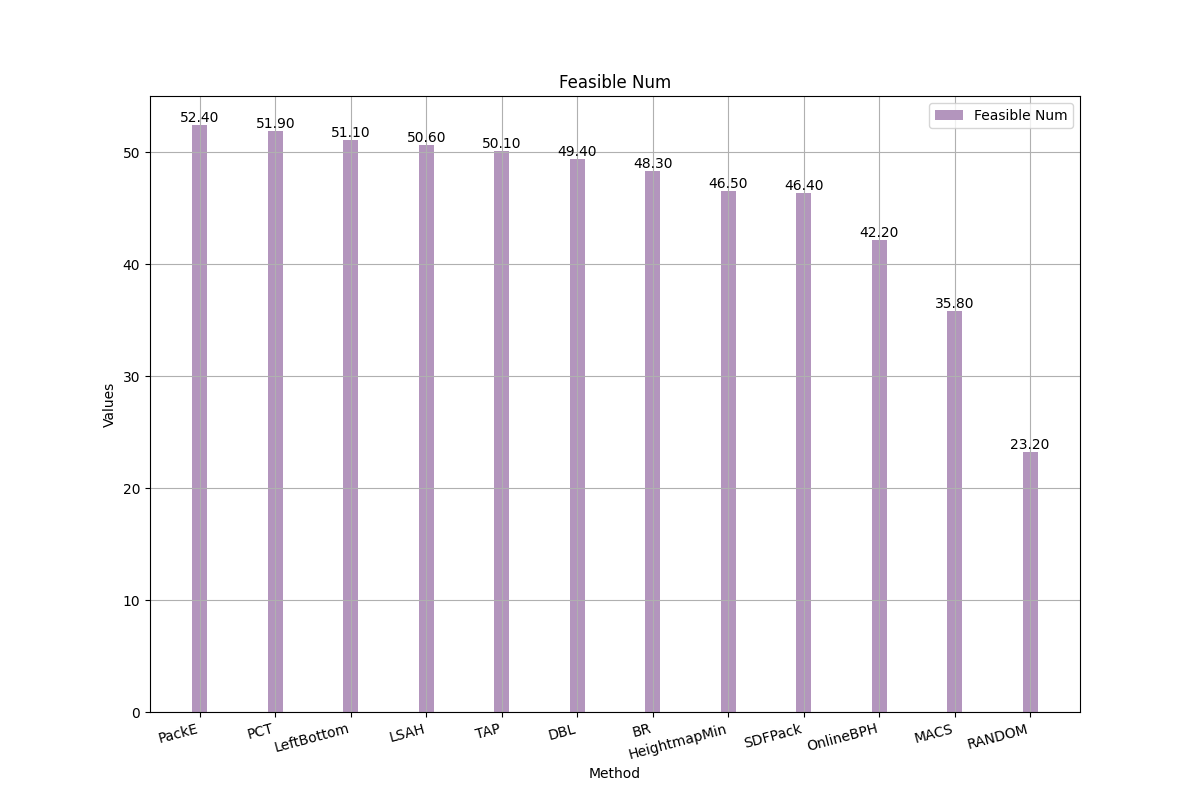 Feasible Num
Feasible Num
52.40
51.90
51.10
50.60
50.10
49.40
48.30
46.50
46.40
42.20
35.80
23.20
Values
50
40
30
20
10
0
PackE
PCT
LeftBottom
LSAH
TAP
DBL
BR
HeightmapMin
SDFPack
OnlineBPH
MACS
RANDOM
Method